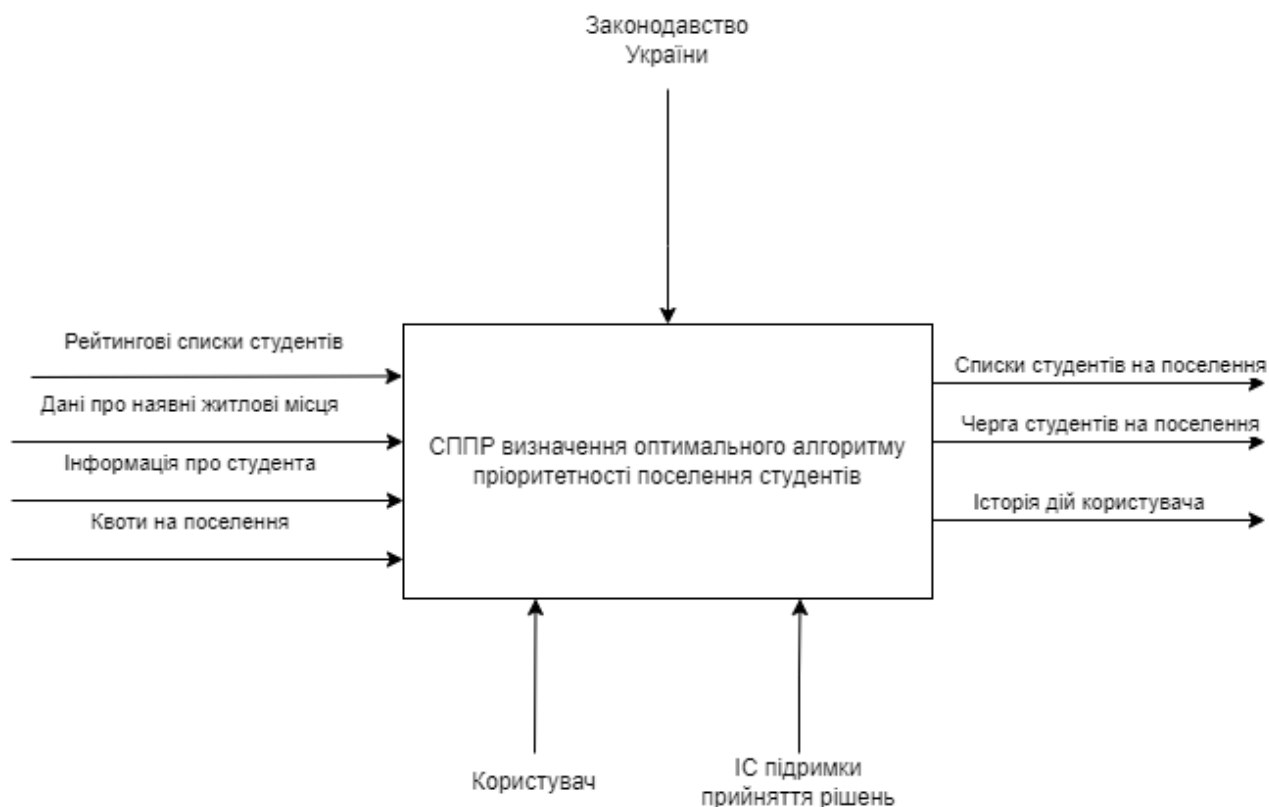 Законодавство
України
Рейтингові списки студентів
Дані про наявні житлові місця
Інформація про студента
Квоти на поселення
СППР визначення оптимального алгоритму
пріоритетності поселення студентів
Списки студентів на поселення
Черга студентів на поселення
Історія дій користувача
Користувач
ІС підримки
прийняття рішень